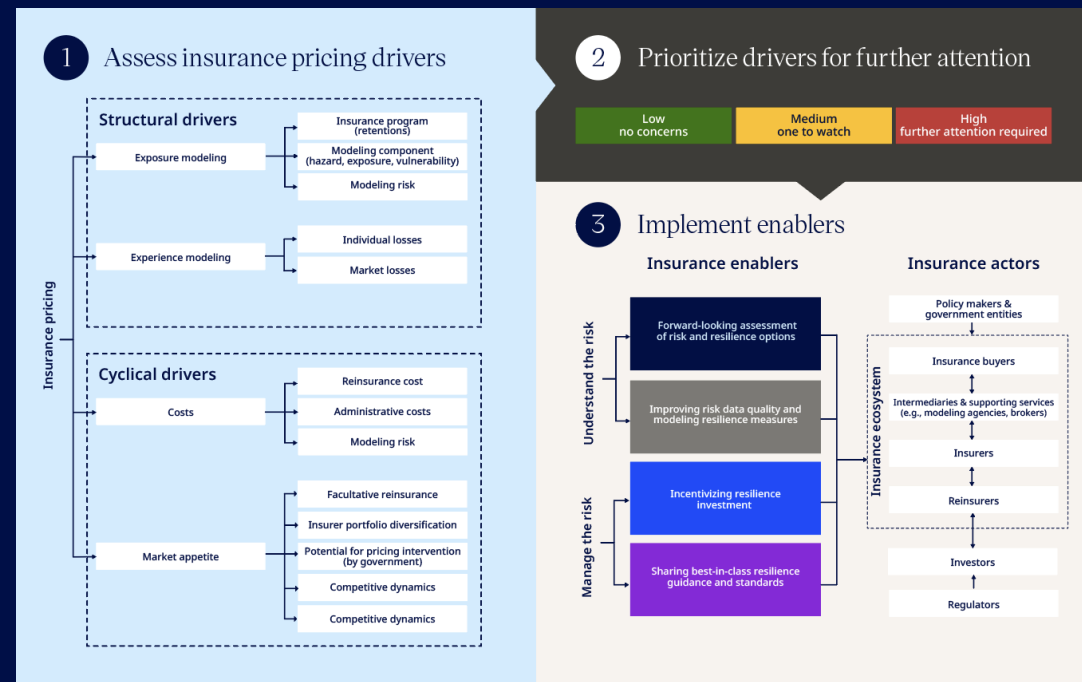 1 Assess insurance pricing drivers
Insurance pricing
Structural drivers
Exposure modeling
Insurance program
(retentions)
Modeling component
(hazard, exposure, vulnerability)
Modeling risk
Experience modeling
Individual losses
Market losses
Cyclical drivers
Costs
Reinsurance cost
Administrative costs
Modeling risk
Market appetite
Facultative reinsurance
Insurer portfolio diversification
Potential for pricing intervention
(by government)
Competitive dynamics
Competitive dynamics
2 Prioritize drivers for further attention
Low
no concerns
Medium
one to watch
High
further attention required
3 Implement enablers
Insurance enablers
Understand the risk
Forward-looking assessment
of risk and resilience options
Improving risk data quality and
modeling resilience measures
Manage the risk
Incentivizing resilience
investment
Sharing best-in-class resilience
guidance and standards
Insurance actors
Policy makers &
government entities
Insurance ecosystem
Insurance buyers
Intermediaries & supporting services
(e.g., modeling agencies, brokers)
Insurers
Reinsurers
Investors
Regulators